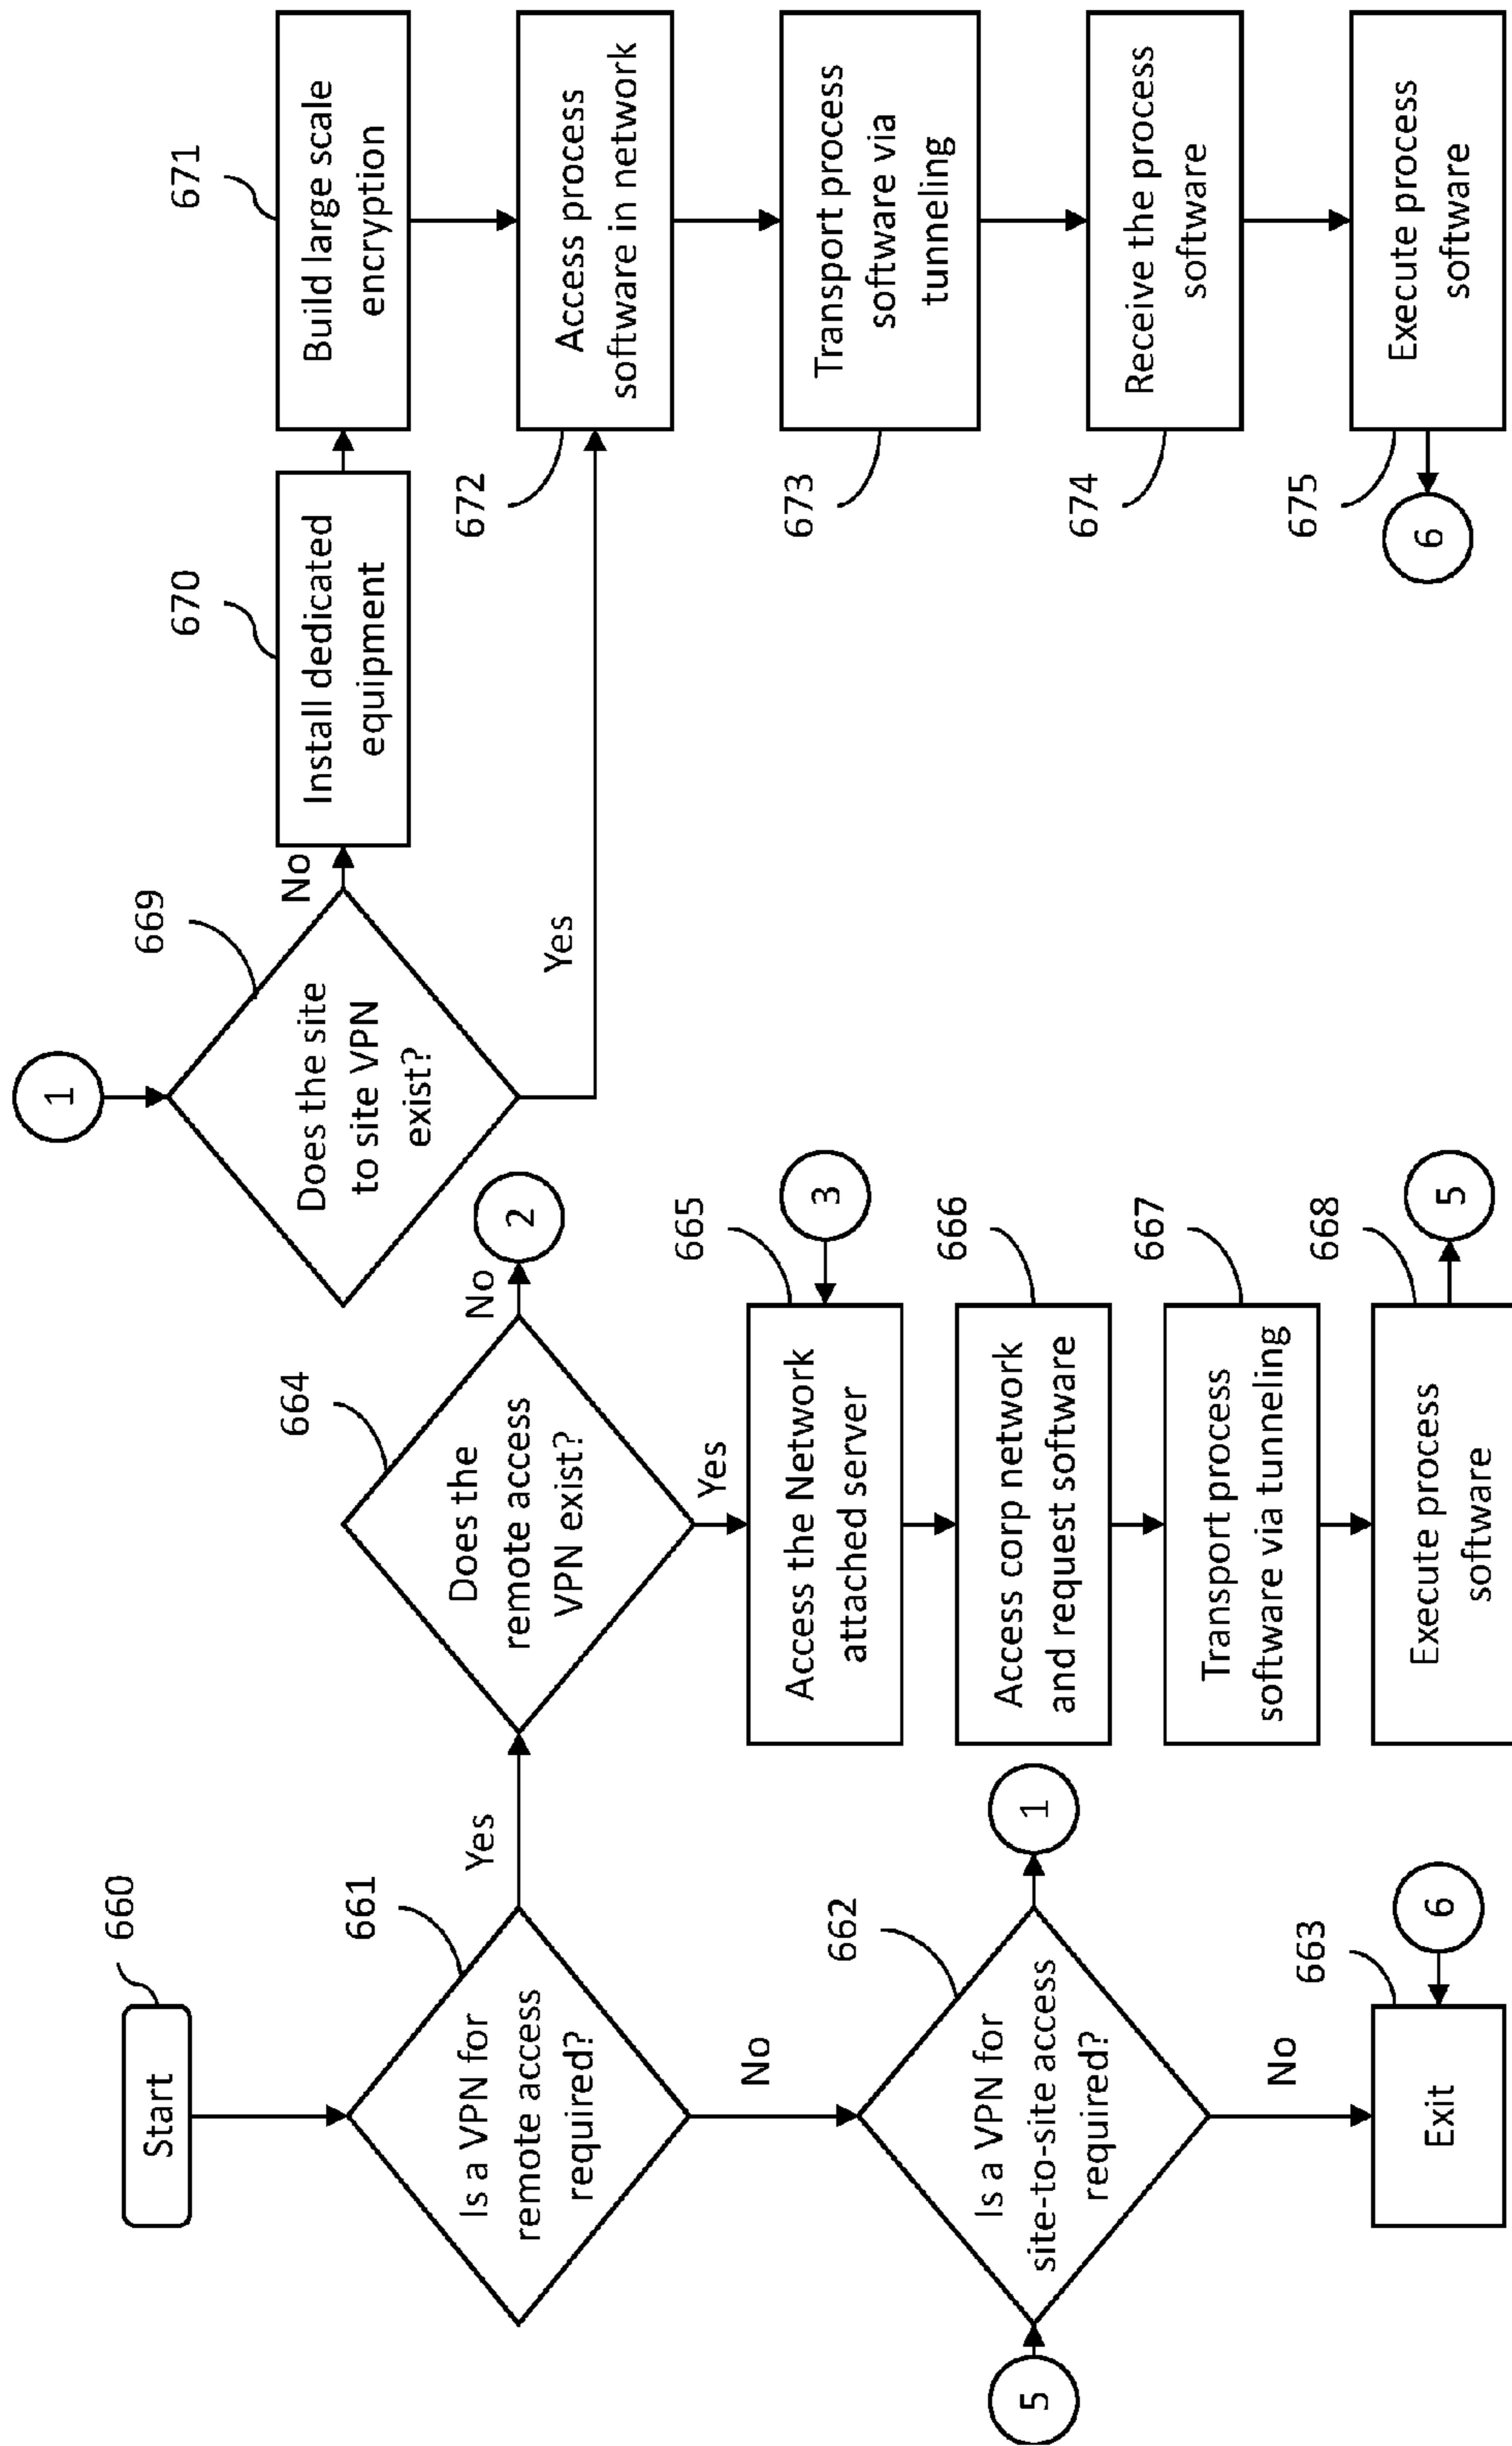 660
Start
661
Is a VPN for
remote access
required?
Yes
No
5
662
Is a VPN for
site-to-site access
required?
1
No
663
Exit
6
664
Does the
remote access
VPN exist?
No
2
Yes
665
Access the Network
attached server
3
666
Access corp network
and request software
667
Transport process
software via tunneling
668
Execute process
software
5
1
669
Does the site
to site VPN
exist?
No
Yes
670
Install dedicated
equipment
671
Build large scale
encryption
672
Access process
software in network
673
Transport process
software via
tunneling
674
Receive the process
software
675
Execute process
software
6